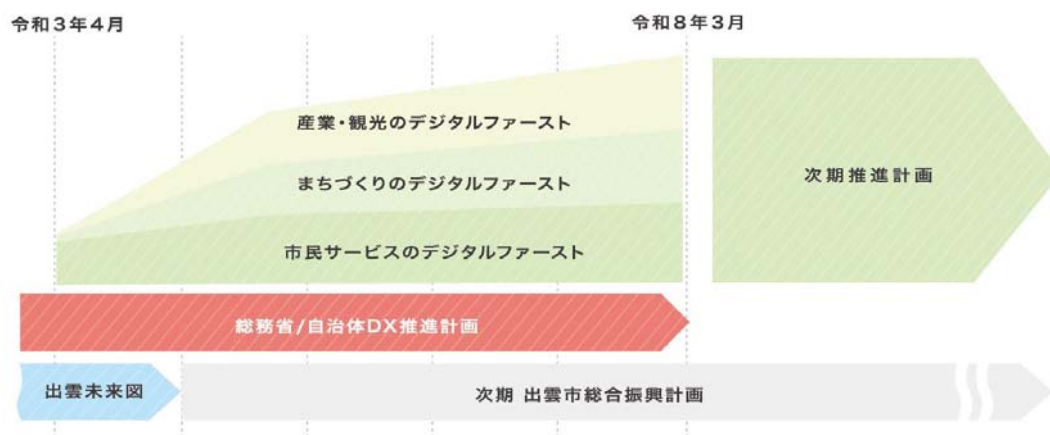 令和3年4月
令和8年3月
産業・観光のデジタルファースト
まちづくりのデジタルファースト
市民サービスのデジタルファースト
次期推進計画
総務省/自治体DX推進計画
出雲未来図
次期 出雲市総合振興計画